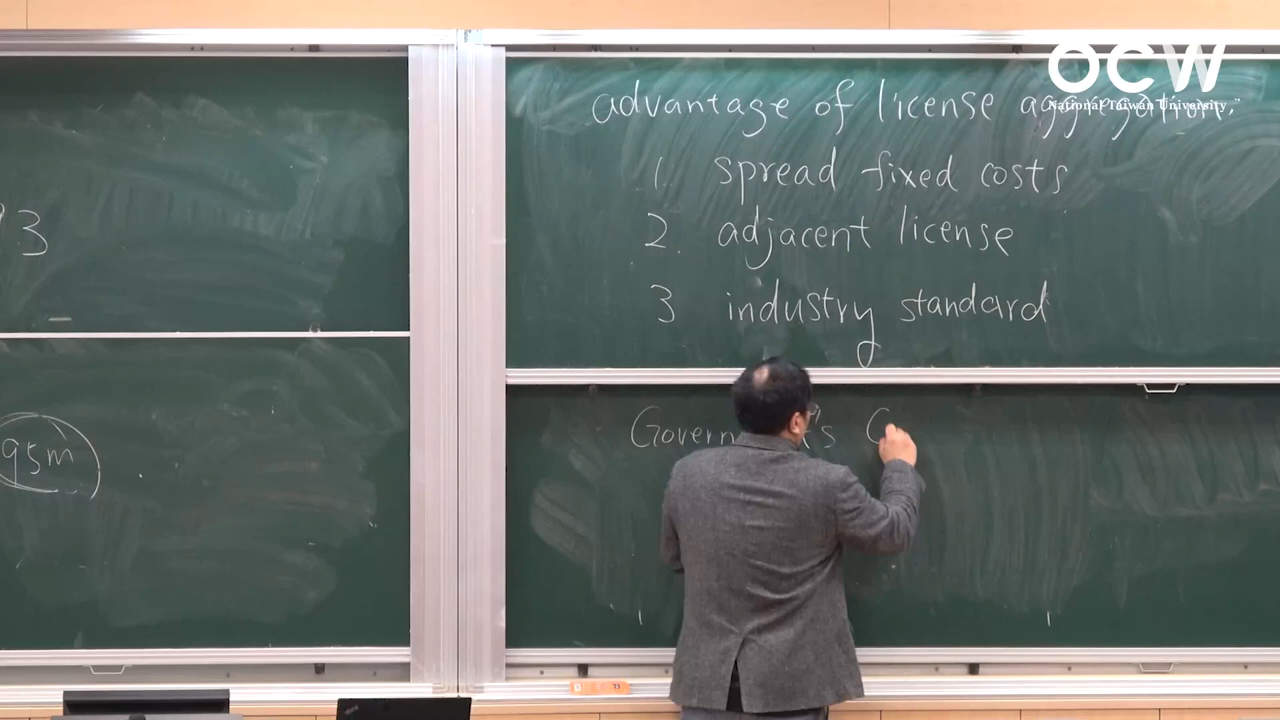 OCW
National Taiwan University
advantage of license aggregation.
1. spread fixed costs
2. adjacent license
3 industry standard
93
95m